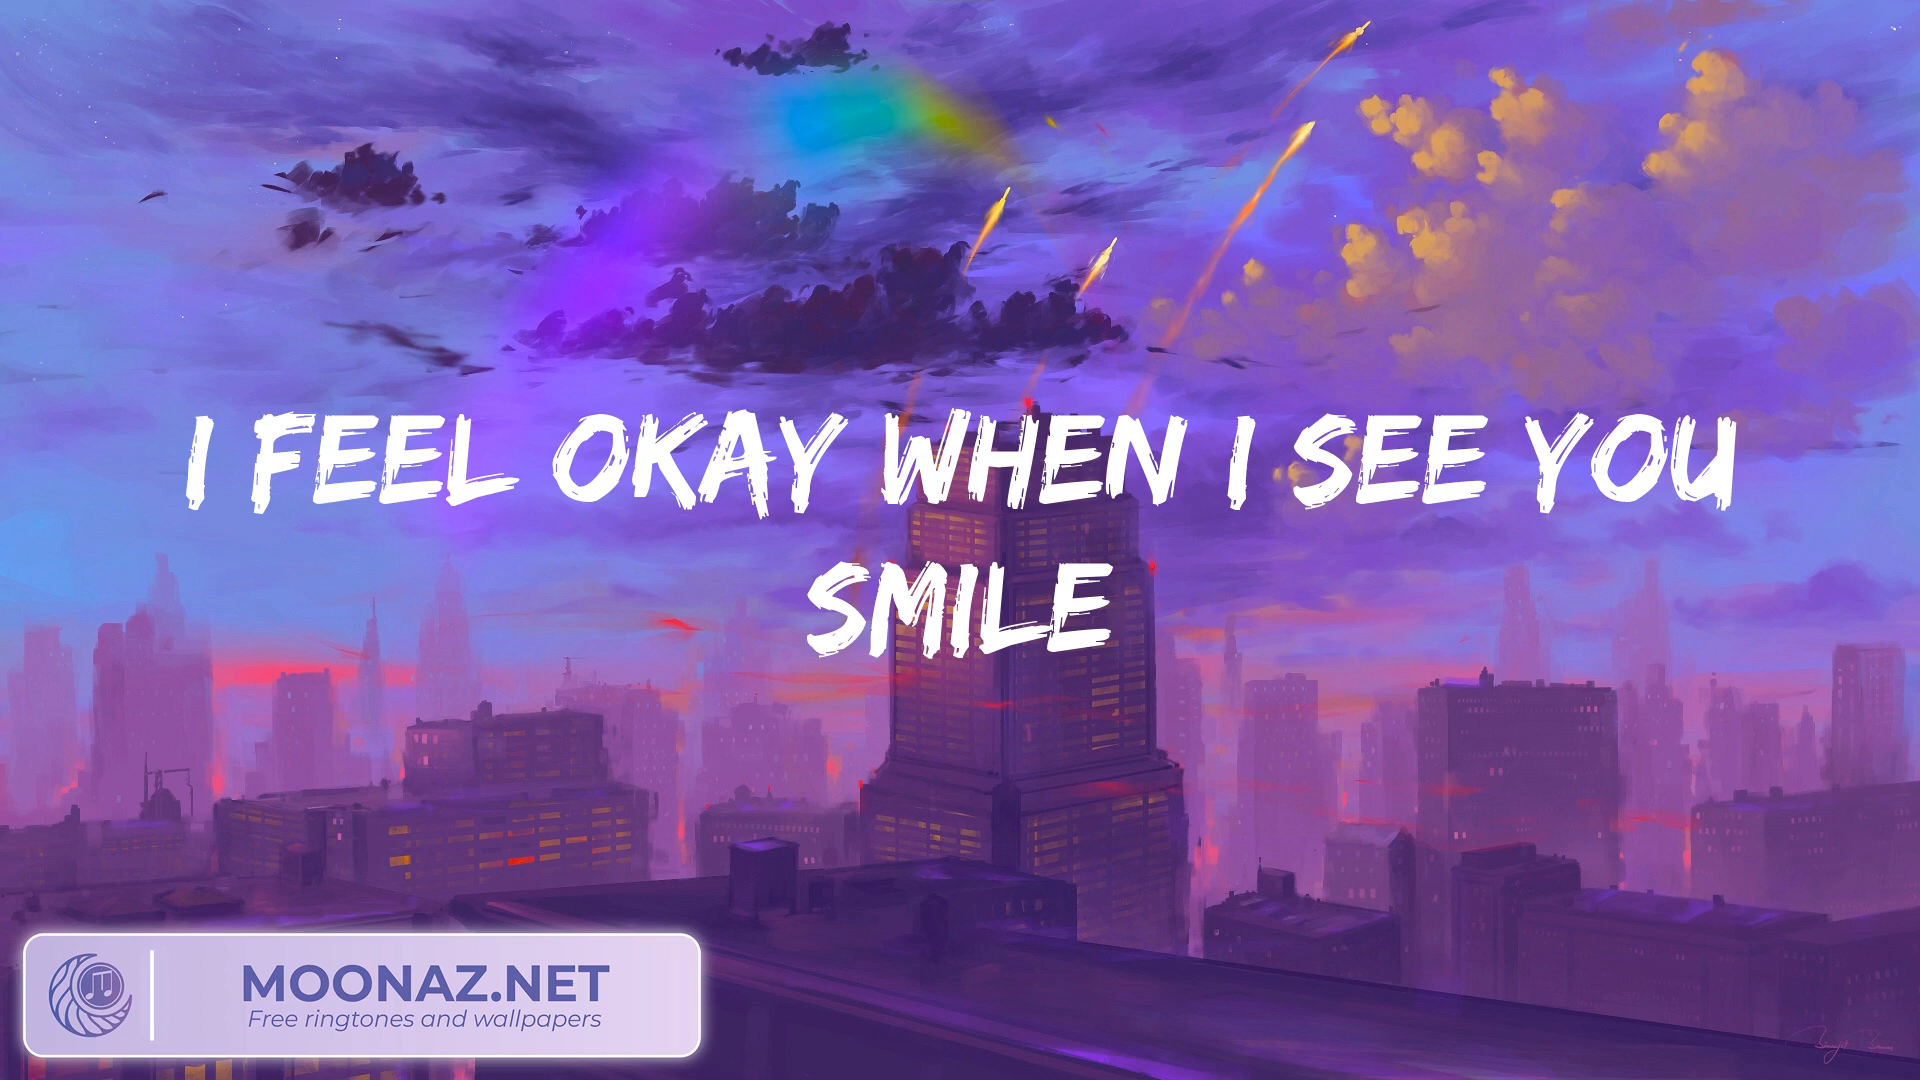 I FEEL OKAY WHEN I SEE YOU
SMILE
MOONAZ.NET
Free ringtones and wallpapers